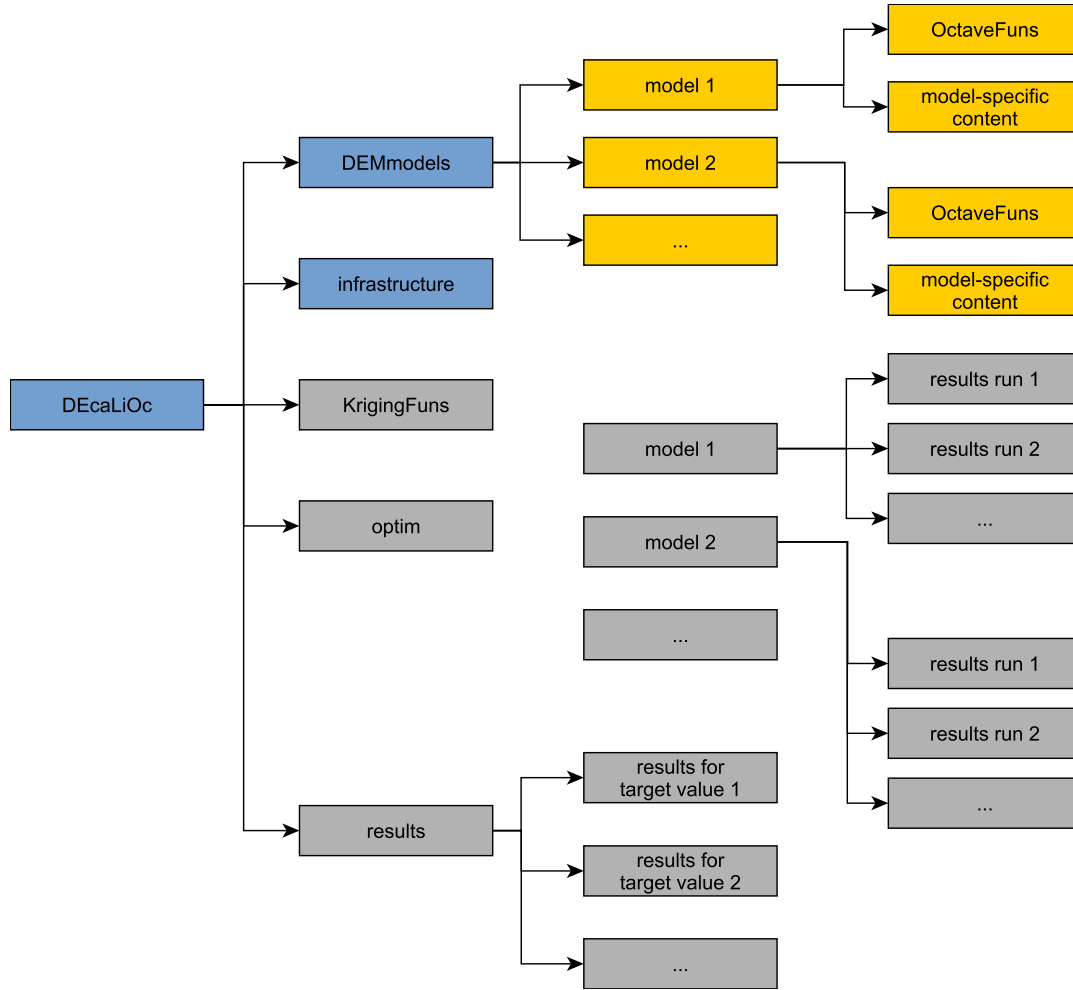 DEcaLiOc
DEMmodels
infrastructure
KrigingFuns
optim
results
model 1
model 2
...
model 1
model 2
...
results for
target value 1
results for
target value 2
...
OctaveFuns
model-specific
content
OctaveFuns
model-specific
content
results run 1
results run 2
...
results run 1
results run 2
...